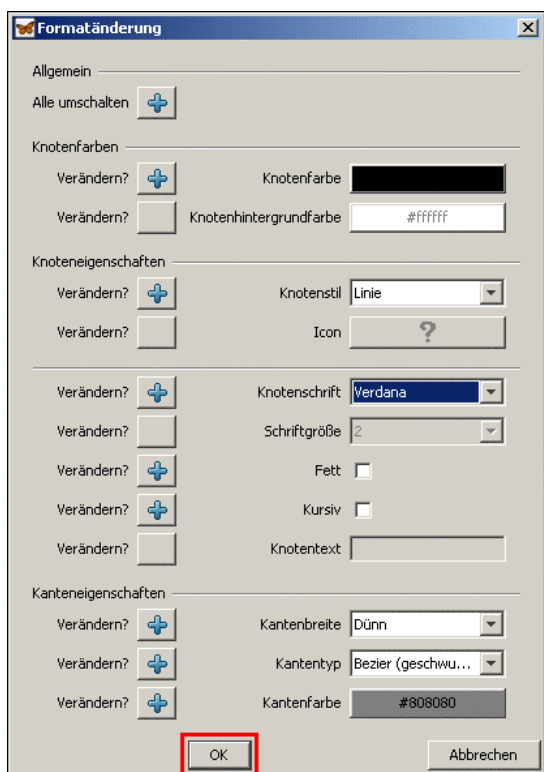 Formatänderung
Allgemein
Alle umschalten
Knotenfarben
Verändern? Knotenfarbe
Verändern? Knotenhintergrundfarbe #ffffff
Knoteneigenschaften
Verändern? Knotenstil Linie
Verändern? Icon ?
Verändern? Knotenschrift Verdana
Verändern? Schriftgröße 2
Verändern? Fett
Verändern? Kursiv
Verändern? Knotentext
Kanteneigenschaften
Verändern? Kantenbreite Dünn
Verändern? Kantentyp Bezier (geschwu...
Verändern? Kantenfarbe #808080
OK Abbrechen